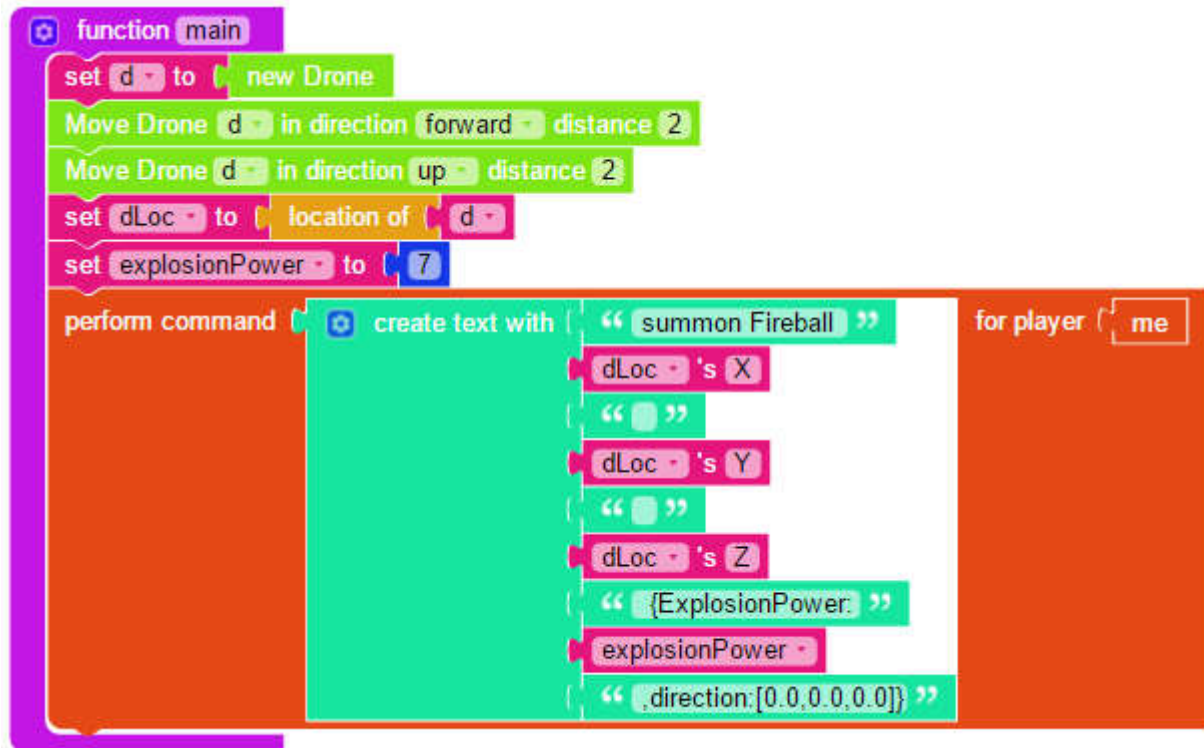 function main
set d to new Drone
Move Drone d in direction forward distance 2
Move Drone d in direction up distance 2
set dLoc to location of d
set explosionPower to 7
perform command create text with “ summon Fireball ” for player me
dLoc 's X
“ ”
dLoc 's Y
“ ”
dLoc 's Z
“ {ExplosionPower: ”
explosionPower
“ ,direction:[0.0,0.0,0.0]} ”